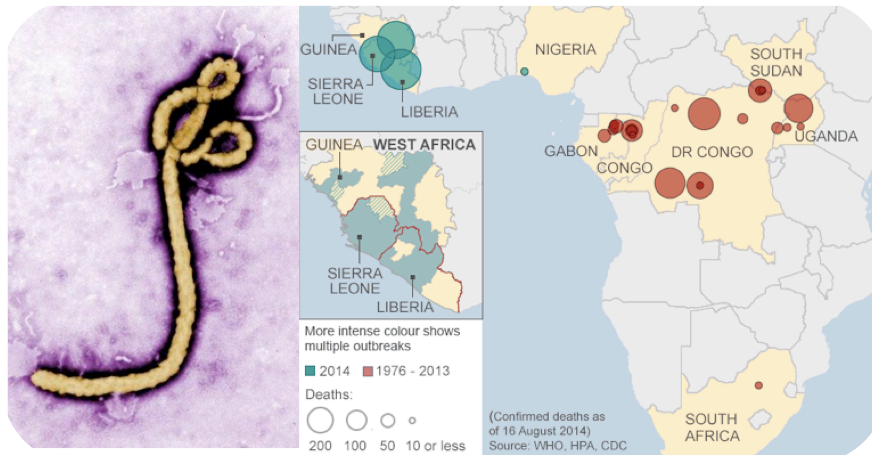 GUINEA
SIERRA
LEONE
LIBERIA
NIGERIA
SOUTH
SUDAN
UGANDA
GABON
CONGO
DR CONGO
SOUTH
AFRICA
WEST AFRICA
GUINEA
SIERRA
LEONE
LIBERIA
More intense colour shows
multiple outbreaks
2014 1976 - 2013
Deaths:
200 100 50 10 or less
(Confirmed deaths as
of 16 August 2014)
Source: WHO, HPA, CDC